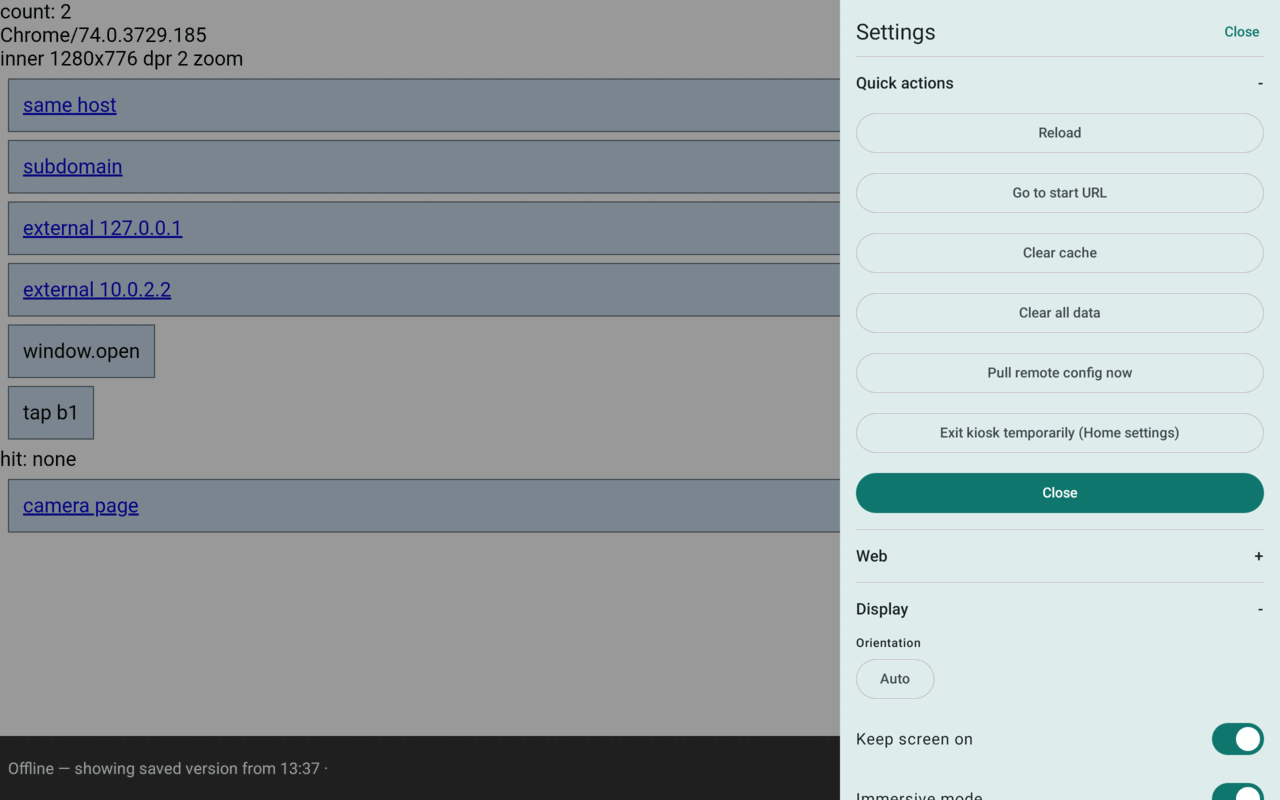 count: 2
Chrome/74.0.3729.185
inner 1280x776 dpr 2 zoom
same host
subdomain
external 127.0.0.1
external 10.0.2.2
window.open
tap b1
hit: none
camera page
Offline — showing saved version from 13:37 ·
Settings
Close
Quick actions
-
Reload
Go to start URL
Clear cache
Clear all data
Pull remote config now
Exit kiosk temporarily (Home settings)
Close
Web
+
Display
-
Orientation
Auto
Keep screen on
Immersive mode